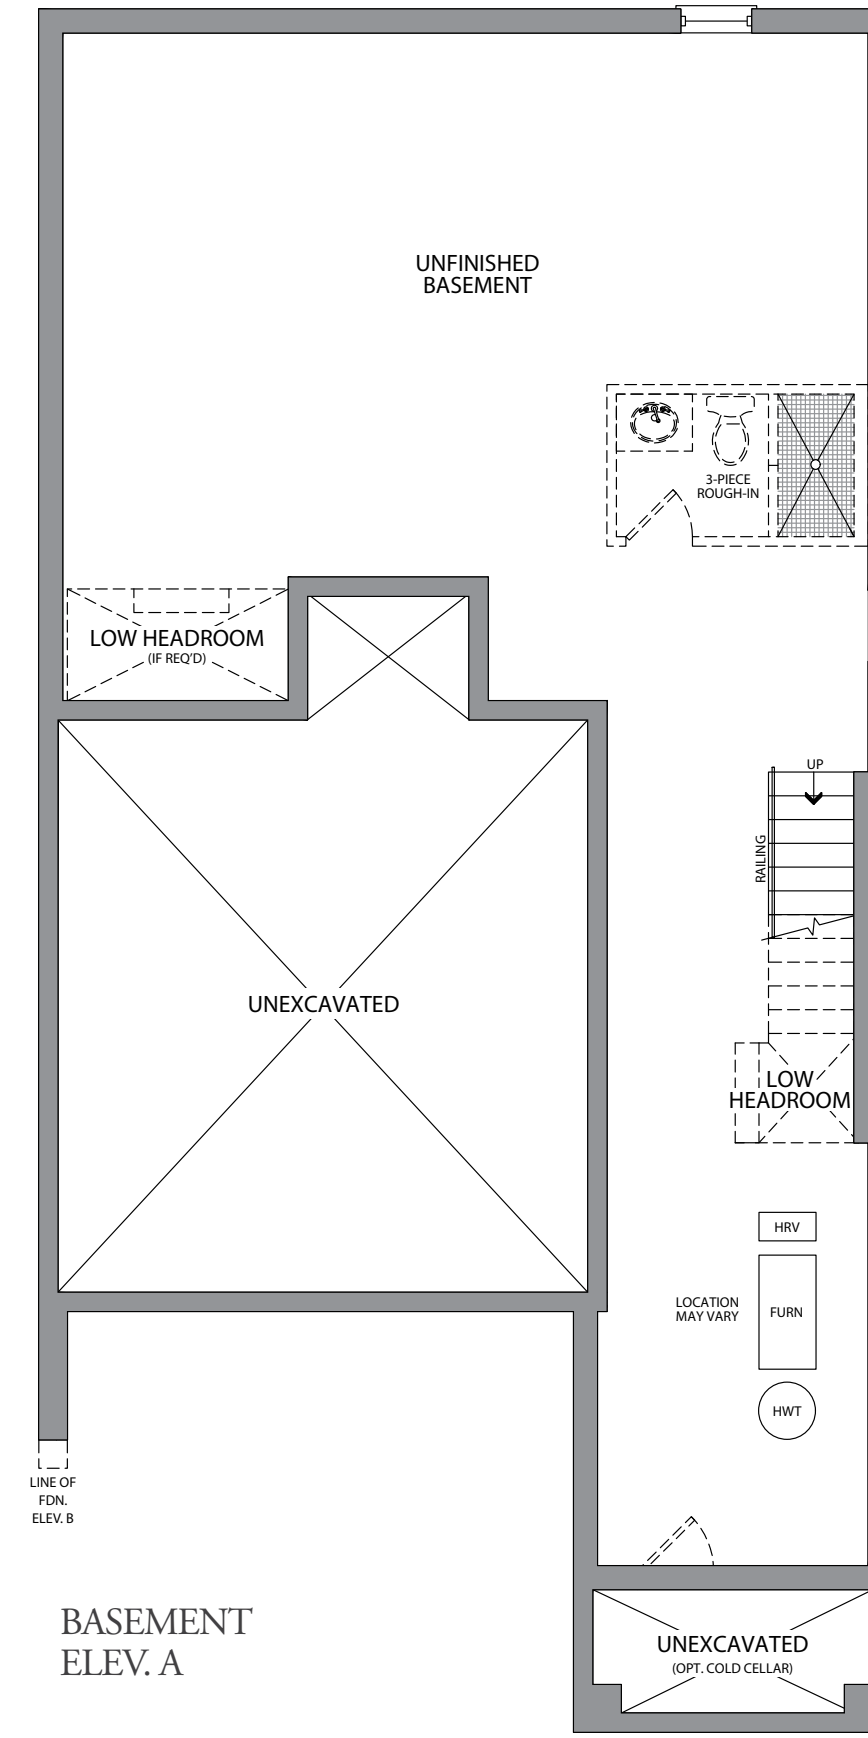 UNFINISHED
BASEMENT
3-PIECE
ROUGH-IN
LOW HEADROOM
(IF REQ'D)
UP
RAILING
UNEXCAVATED
LOW
HEADROOM
HRV
LOCATION
MAY VARY
FURN
HWT
LINE OF
FDN.
ELEV. B
BASEMENT
ELEV. A
UNEXCAVATED
(OPT. COLD CELLAR)